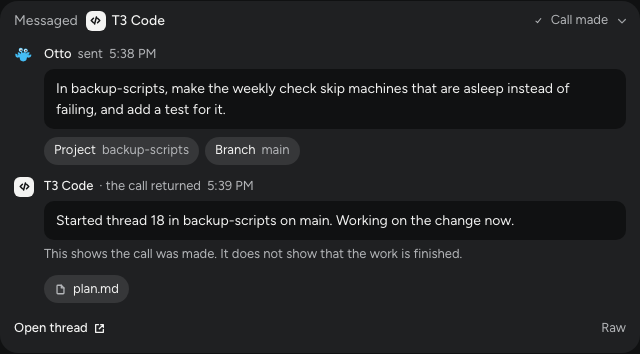 Messaged T3 Code Call made
Otto sent 5:38 PM
In backup-scripts, make the weekly check skip machines that are asleep instead of
failing, and add a test for it.
Project backup-scripts Branch main
T3 Code · the call returned 5:39 PM
Started thread 18 in backup-scripts on main. Working on the change now.
This shows the call was made. It does not show that the work is finished.
plan.md
Open thread Raw